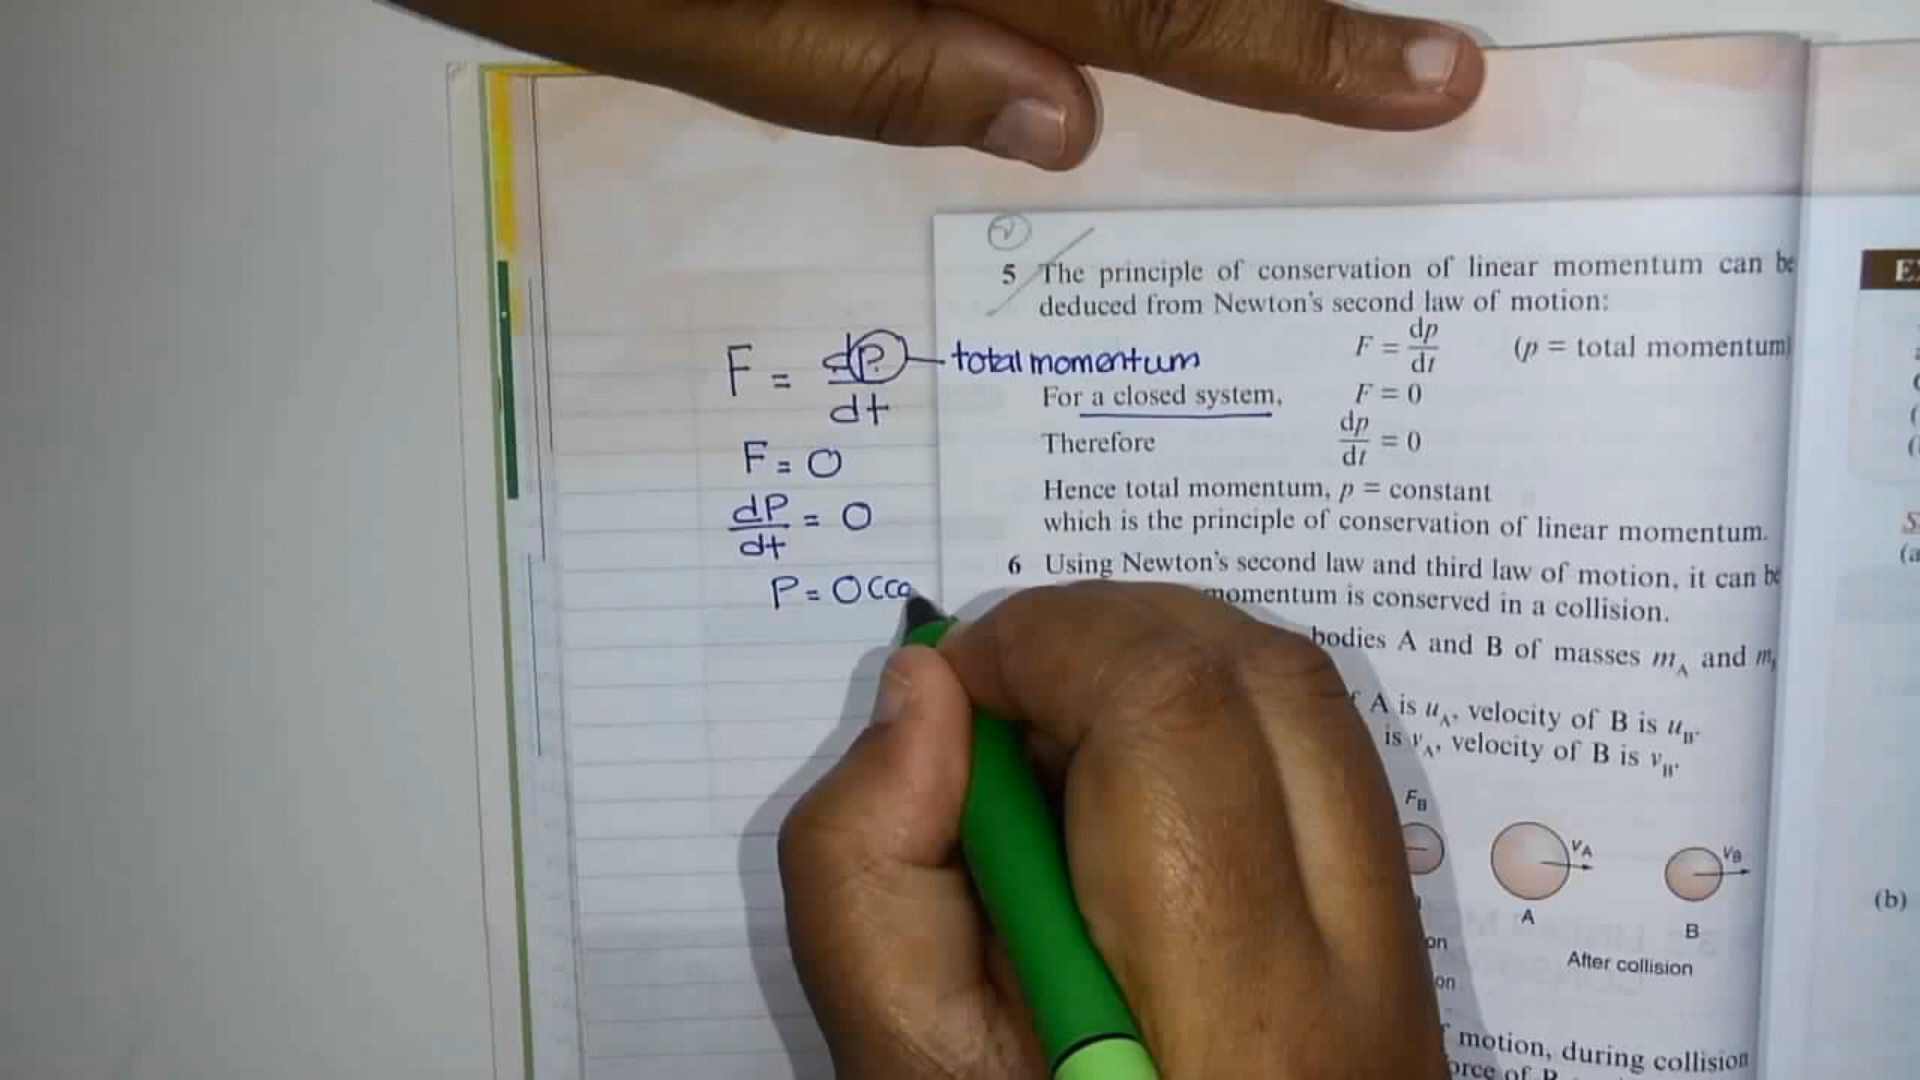 F = dP/dt — total momentum
F = 0
dP/dt = 0
P = 0 (co
5 The principle of conservation of linear momentum can be
deduced from Newton's second law of motion:
F = dp/dt (p = total momentum)
For a closed system, F = 0
Therefore dp/dt = 0
Hence total momentum, p = constant
which is the principle of conservation of linear momentum.
6 Using Newton's second law and third law of motion, it can be
momentum is conserved in a collision.
bodies A and B of masses m_A and m
A is u_A, velocity of B is u_B.
is v_A, velocity of B is v_B.
F_B
V_A
V_B
A
B
on
After collision
on
motion, during collision
of B
(b)